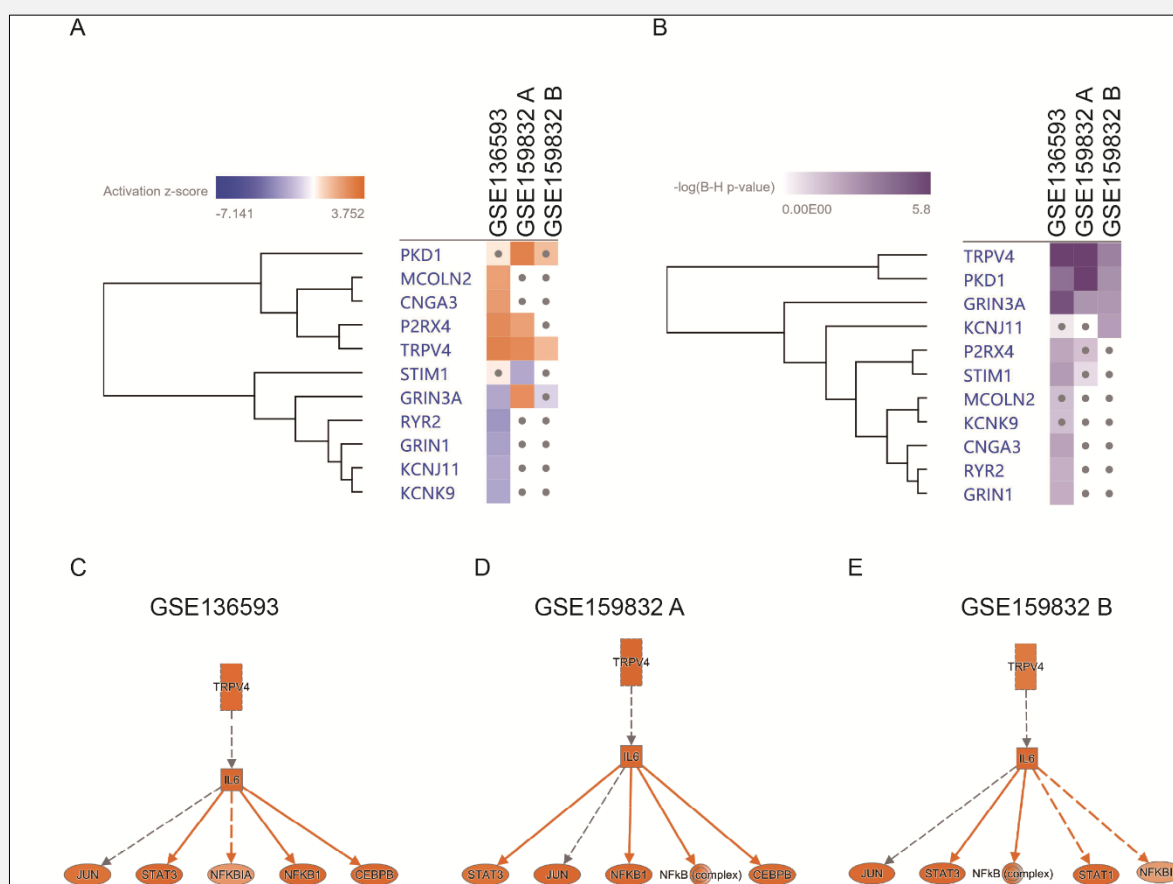 A
B
GSE136593
GSE159832 A
GSE159832 B
GSE136593
GSE159832 A
GSE159832 B
Activation z-score
-7.141
3.752
-log(B-H p-value)
0.00E00
5.8
PKD1
MCOLN2
CNGA3
P2RX4
TRPV4
STIM1
GRIN3A
RYR2
GRIN1
KCNJ11
KCNK9
TRPV4
PKD1
GRIN3A
KCNJ11
P2RX4
STIM1
MCOLN2
KCNK9
CNGA3
RYR2
GRIN1
C
D
E
GSE136593
GSE159832 A
GSE159832 B
TRPV4
IL6
JUN
STAT3
NFKBIA
NFKB1
CEBPB
TRPV4
IL6
STAT3
JUN
NFKB1
NFkB (complex)
CEBPB
TRPV4
IL6
JUN
STAT3
NFkB (complex)
STAT1